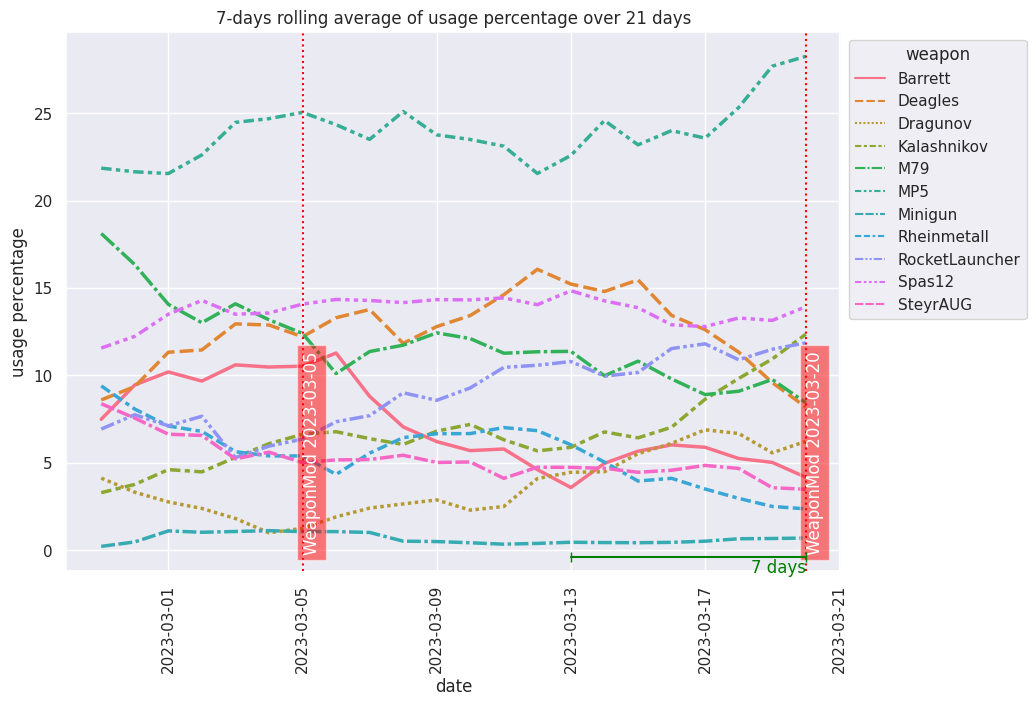 7-days rolling average of usage percentage over 21 days
usage percentage
25
20
15
10
5
0
WeaponMod 2023-03-05
WeaponMod 2023-03-20
7 days
2023-03-01
2023-03-05
2023-03-09
2023-03-13
2023-03-17
2023-03-21
date
weapon
Barrett
Deagles
Dragunov
Kalashnikov
M79
MP5
Minigun
Rheinmetall
RocketLauncher
Spas12
SteyrAUG